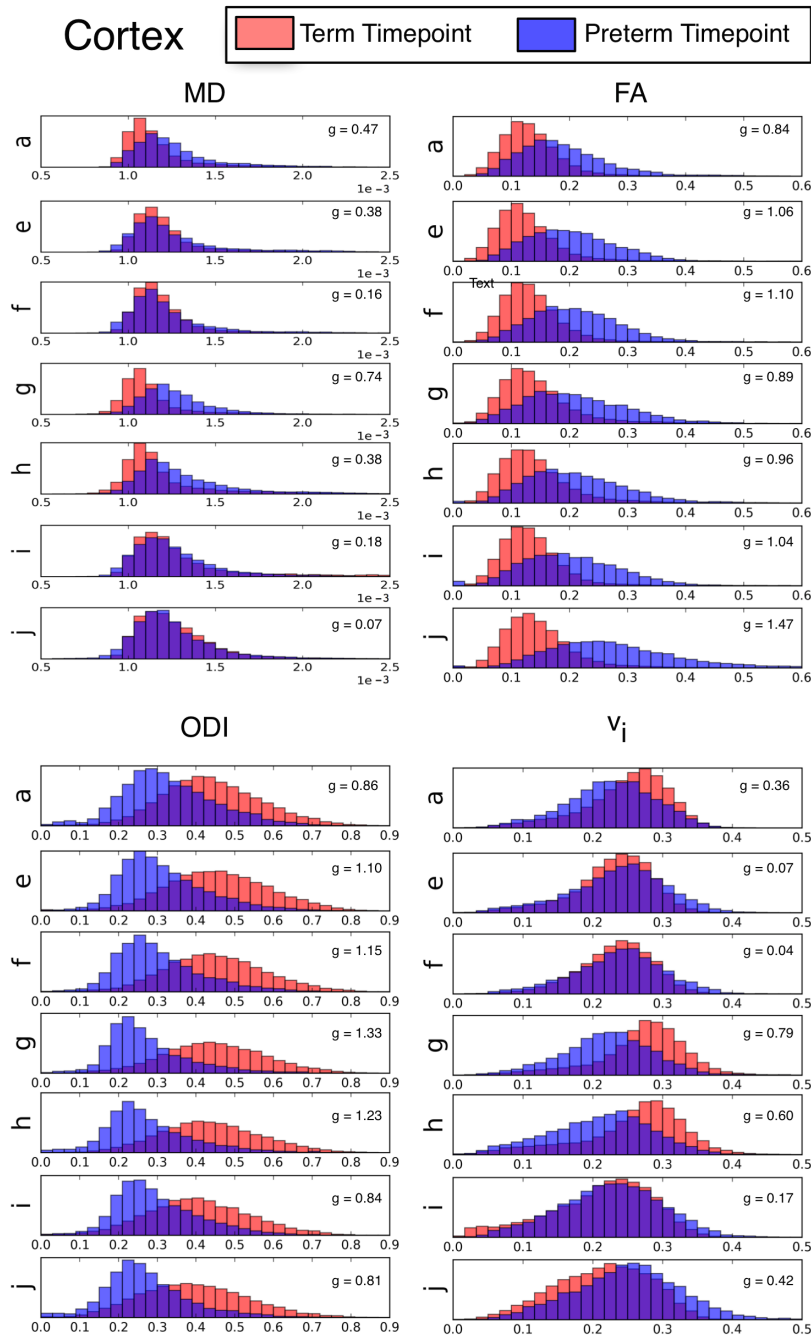 Cortex
Term Timepoint
Preterm Timepoint
MD
a
g = 0.47
0.5 1.0 1.5 2.0 2.5
1e-3
e
g = 0.38
0.5 1.0 1.5 2.0 2.5
1e-3
f
g = 0.16
0.5 1.0 1.5 2.0 2.5
1e-3
g
g = 0.74
0.5 1.0 1.5 2.0 2.5
1e-3
h
g = 0.38
0.5 1.0 1.5 2.0 2.5
1e-3
i
g = 0.18
0.5 1.0 1.5 2.0 2.5
1e-3
j
g = 0.07
0.5 1.0 1.5 2.0 2.5
1e-3
FA
a
g = 0.84
0.0 0.1 0.2 0.3 0.4 0.5 0.6
e
g = 1.06
0.0 0.1 0.2 0.3 0.4 0.5 0.6
Text
f
g = 1.10
0.0 0.1 0.2 0.3 0.4 0.5 0.6
g
g = 0.89
0.0 0.1 0.2 0.3 0.4 0.5 0.6
h
g = 0.96
0.0 0.1 0.2 0.3 0.4 0.5 0.6
i
g = 1.04
0.0 0.1 0.2 0.3 0.4 0.5 0.6
j
g = 1.47
0.0 0.1 0.2 0.3 0.4 0.5 0.6
ODI
a
g = 0.86
0.0 0.1 0.2 0.3 0.4 0.5 0.6 0.7 0.8 0.9
e
g = 1.10
0.0 0.1 0.2 0.3 0.4 0.5 0.6 0.7 0.8 0.9
f
g = 1.15
0.0 0.1 0.2 0.3 0.4 0.5 0.6 0.7 0.8 0.9
g
g = 1.33
0.0 0.1 0.2 0.3 0.4 0.5 0.6 0.7 0.8 0.9
h
g = 1.23
0.0 0.1 0.2 0.3 0.4 0.5 0.6 0.7 0.8 0.9
i
g = 0.84
0.0 0.1 0.2 0.3 0.4 0.5 0.6 0.7 0.8 0.9
j
g = 0.81
0.0 0.1 0.2 0.3 0.4 0.5 0.6 0.7 0.8 0.9
vi
a
g = 0.36
0.0 0.1 0.2 0.3 0.4 0.5
e
g = 0.07
0.0 0.1 0.2 0.3 0.4 0.5
f
g = 0.04
0.0 0.1 0.2 0.3 0.4 0.5
g
g = 0.79
0.0 0.1 0.2 0.3 0.4 0.5
h
g = 0.60
0.0 0.1 0.2 0.3 0.4 0.5
i
g = 0.17
0.0 0.1 0.2 0.3 0.4 0.5
j
g = 0.42
0.0 0.1 0.2 0.3 0.4 0.5